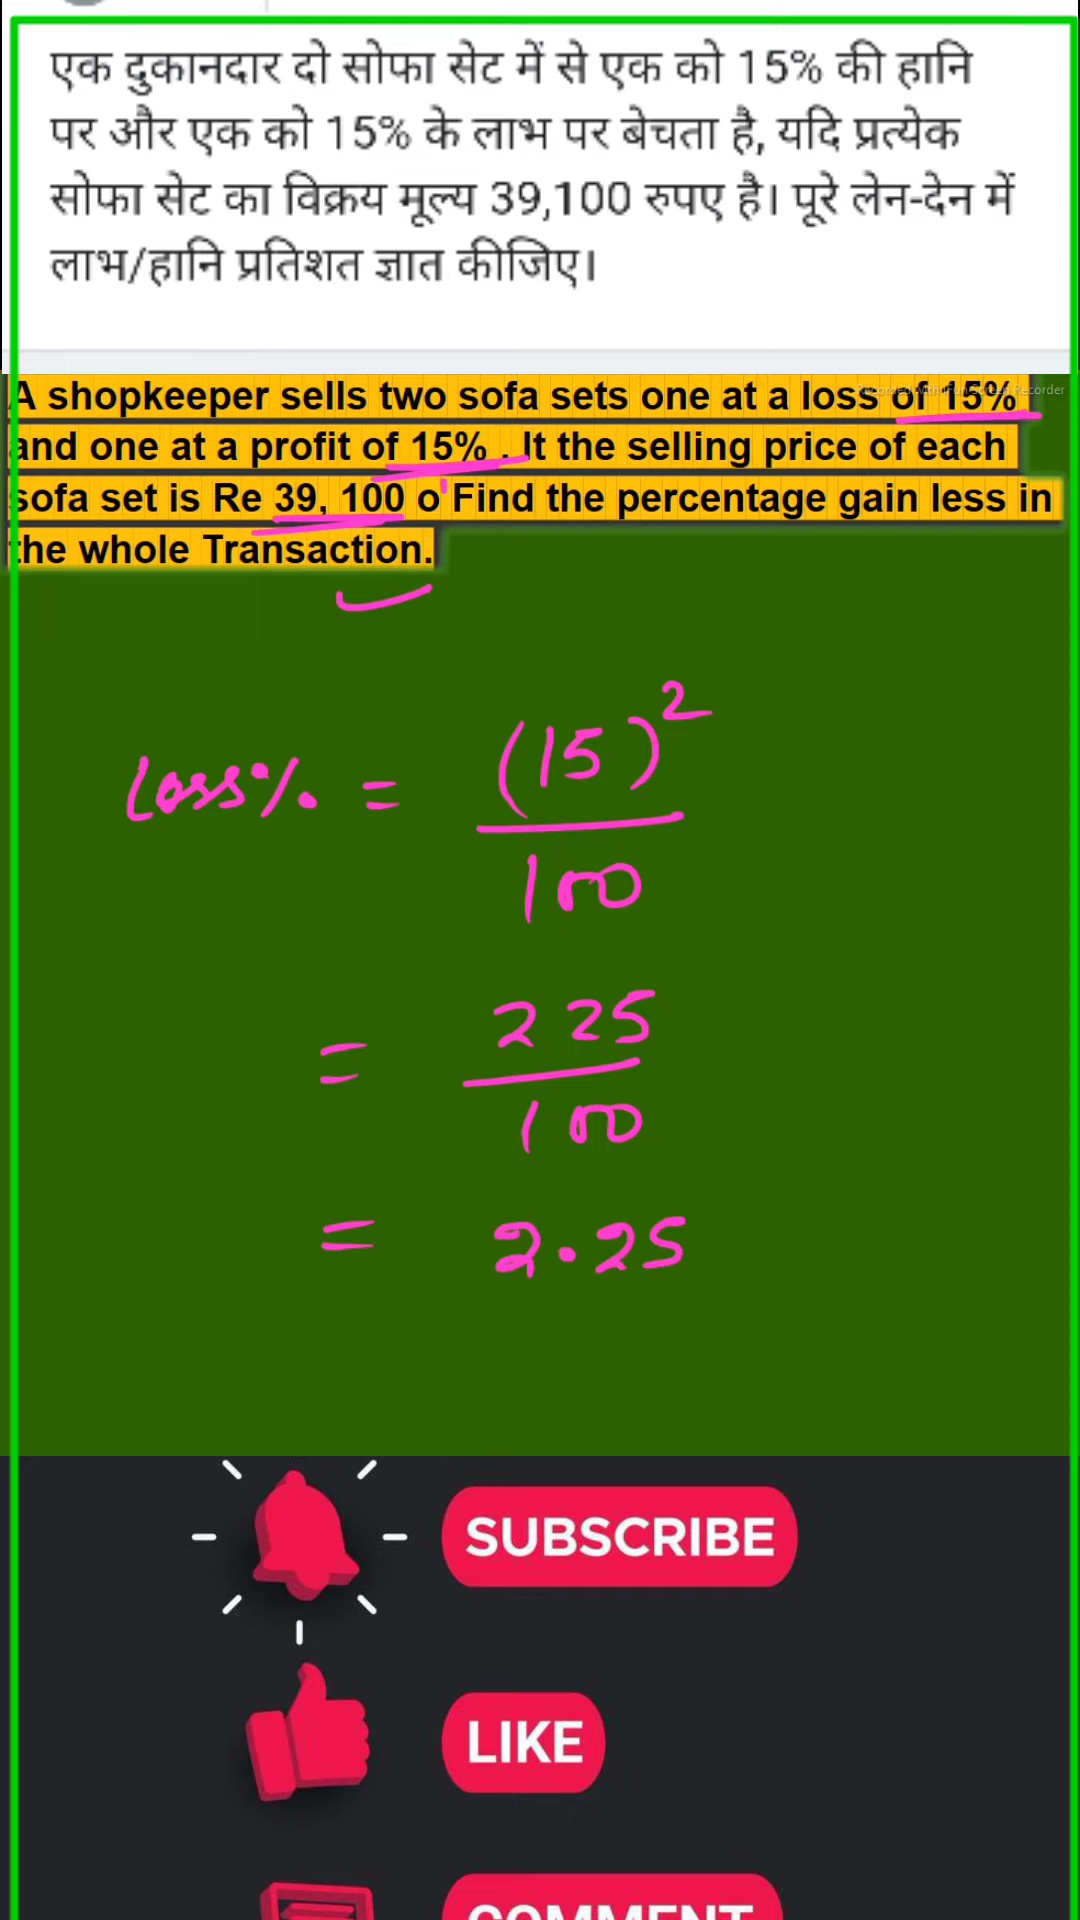 एक दुकानदार दो सोफा सेट में से एक को 15% की हानि
पर और एक को 15% के लाभ पर बेचता है, यदि प्रत्येक
सोफा सेट का विक्रय मूल्य 39,100 रुपए है। पूरे लेन-देन में
लाभ/हानि प्रतिशत ज्ञात कीजिए।
A shopkeeper sells two sofa sets one at a loss of 15%
and one at a profit of 15% . It the selling price of each
sofa set is Re 39, 100 o Find the percentage gain less in
the whole Transaction.
Loss% = (15)²
100
= 225
100
= 2.25
SUBSCRIBE
LIKE
COMMENT